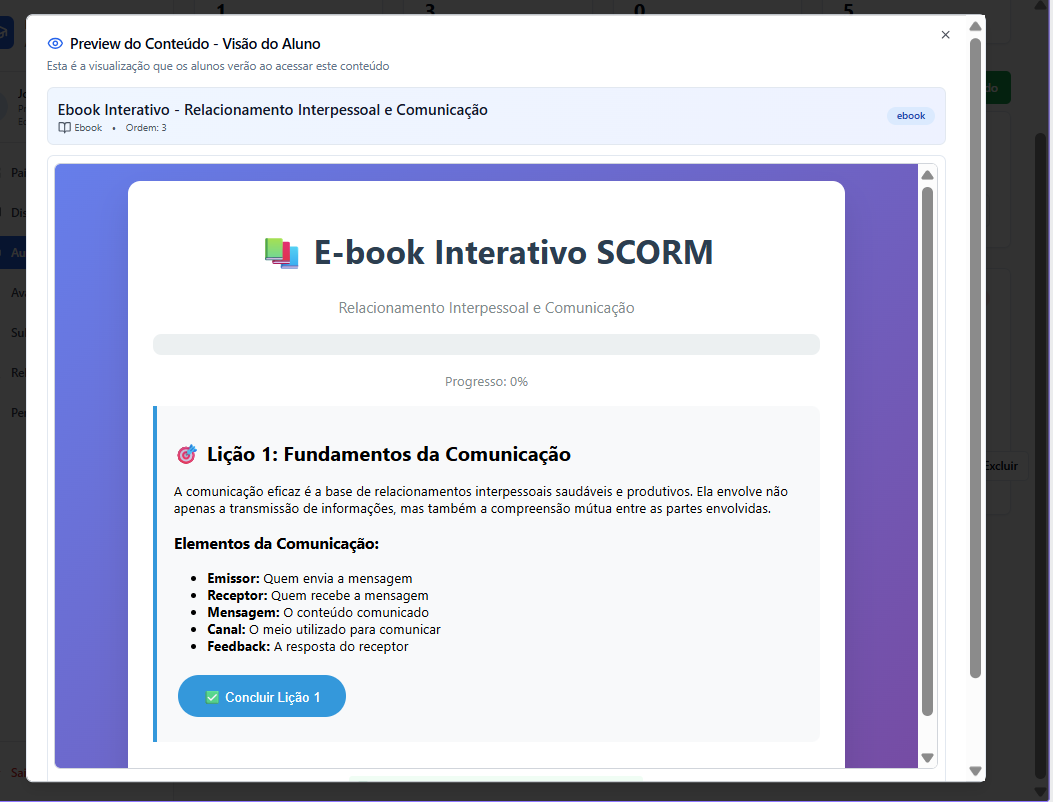 1
3
0
5
Preview do Conteúdo - Visão do Aluno
Esta é a visualização que os alunos verão ao acessar este conteúdo
Ebook Interativo - Relacionamento Interpessoal e Comunicação
Ebook • Ordem: 3
ebook
E-book Interativo SCORM
Relacionamento Interpessoal e Comunicação
Progresso: 0%
Lição 1: Fundamentos da Comunicação
A comunicação eficaz é a base de relacionamentos interpessoais saudáveis e produtivos. Ela envolve não
apenas a transmissão de informações, mas também a compreensão mútua entre as partes envolvidas.
Elementos da Comunicação:
• Emissor: Quem envia a mensagem
• Receptor: Quem recebe a mensagem
• Mensagem: O conteúdo comunicado
• Canal: O meio utilizado para comunicar
• Feedback: A resposta do receptor
Concluir Lição 1
Excluir